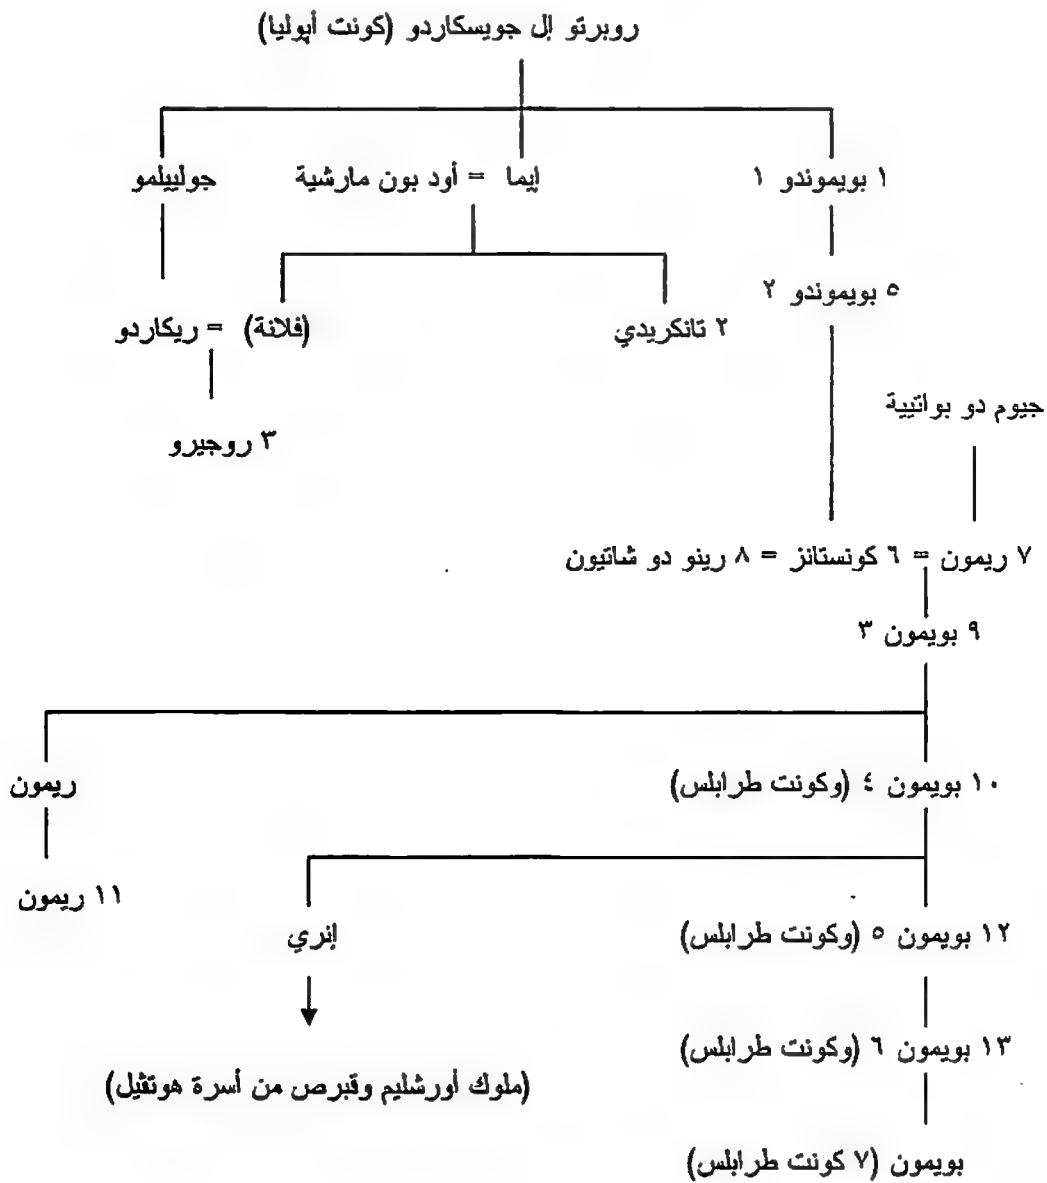 روبرتو إل جويسكاردو (كونت أبوليا)
١ بويموندو ١
إيما = أود بون مارشية
جولييلمو
٥ بويموندو ٢
٢ تانكريدي
(فلانة) = ريكاردو
جيوم دو بواتيية
٣ روجيرو
٧ ريمون = ٦ كونستانز = ٨ رينو دو شاتيون
٩ بويمون ٣
١٠ بويمون ٤ (وكونت طرابلس)
ريمون
١١ ريمون
١٢ بويمون ٥ (وكونت طرابلس)
إنري
١٣ بويمون ٦ (وكونت طرابلس)
(ملوك أورشليم وقبرص من أسرة هوتڤيل)
بويمون (٧ كونت طرابلس)